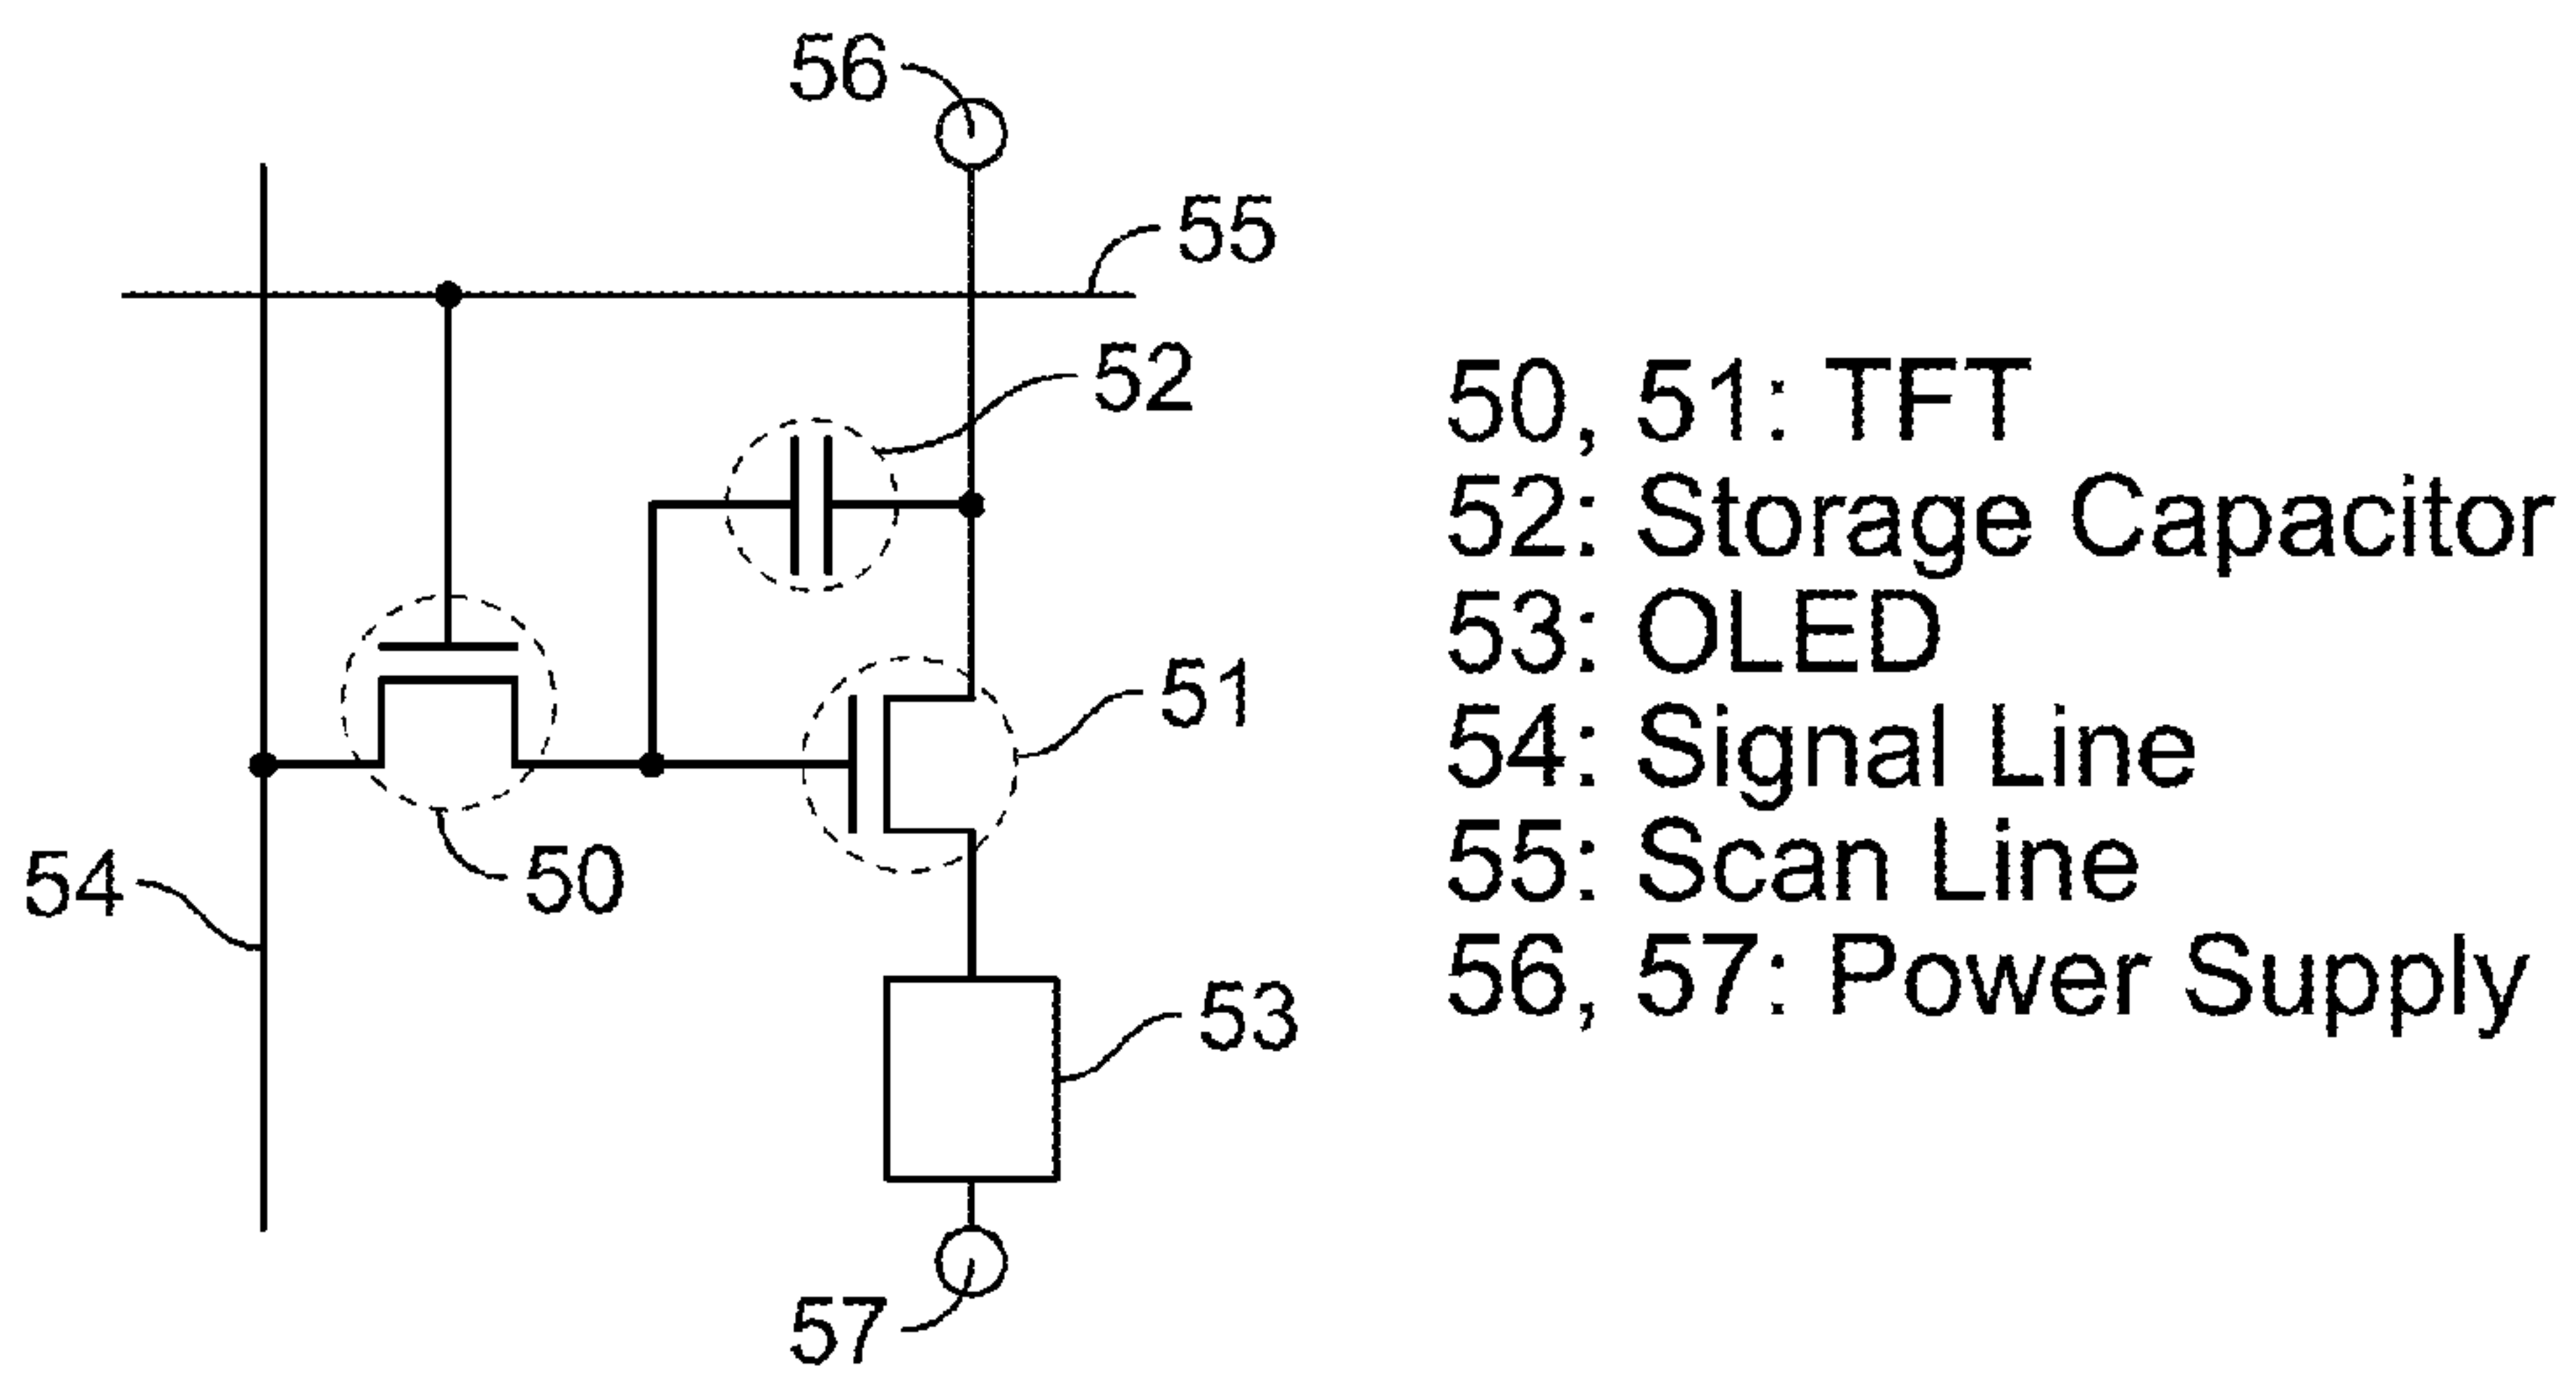 56
55
52
51
50
54
53
57
50, 51: TFT
52: Storage Capacitor
53: OLED
54: Signal Line
55: Scan Line
56, 57: Power Supply